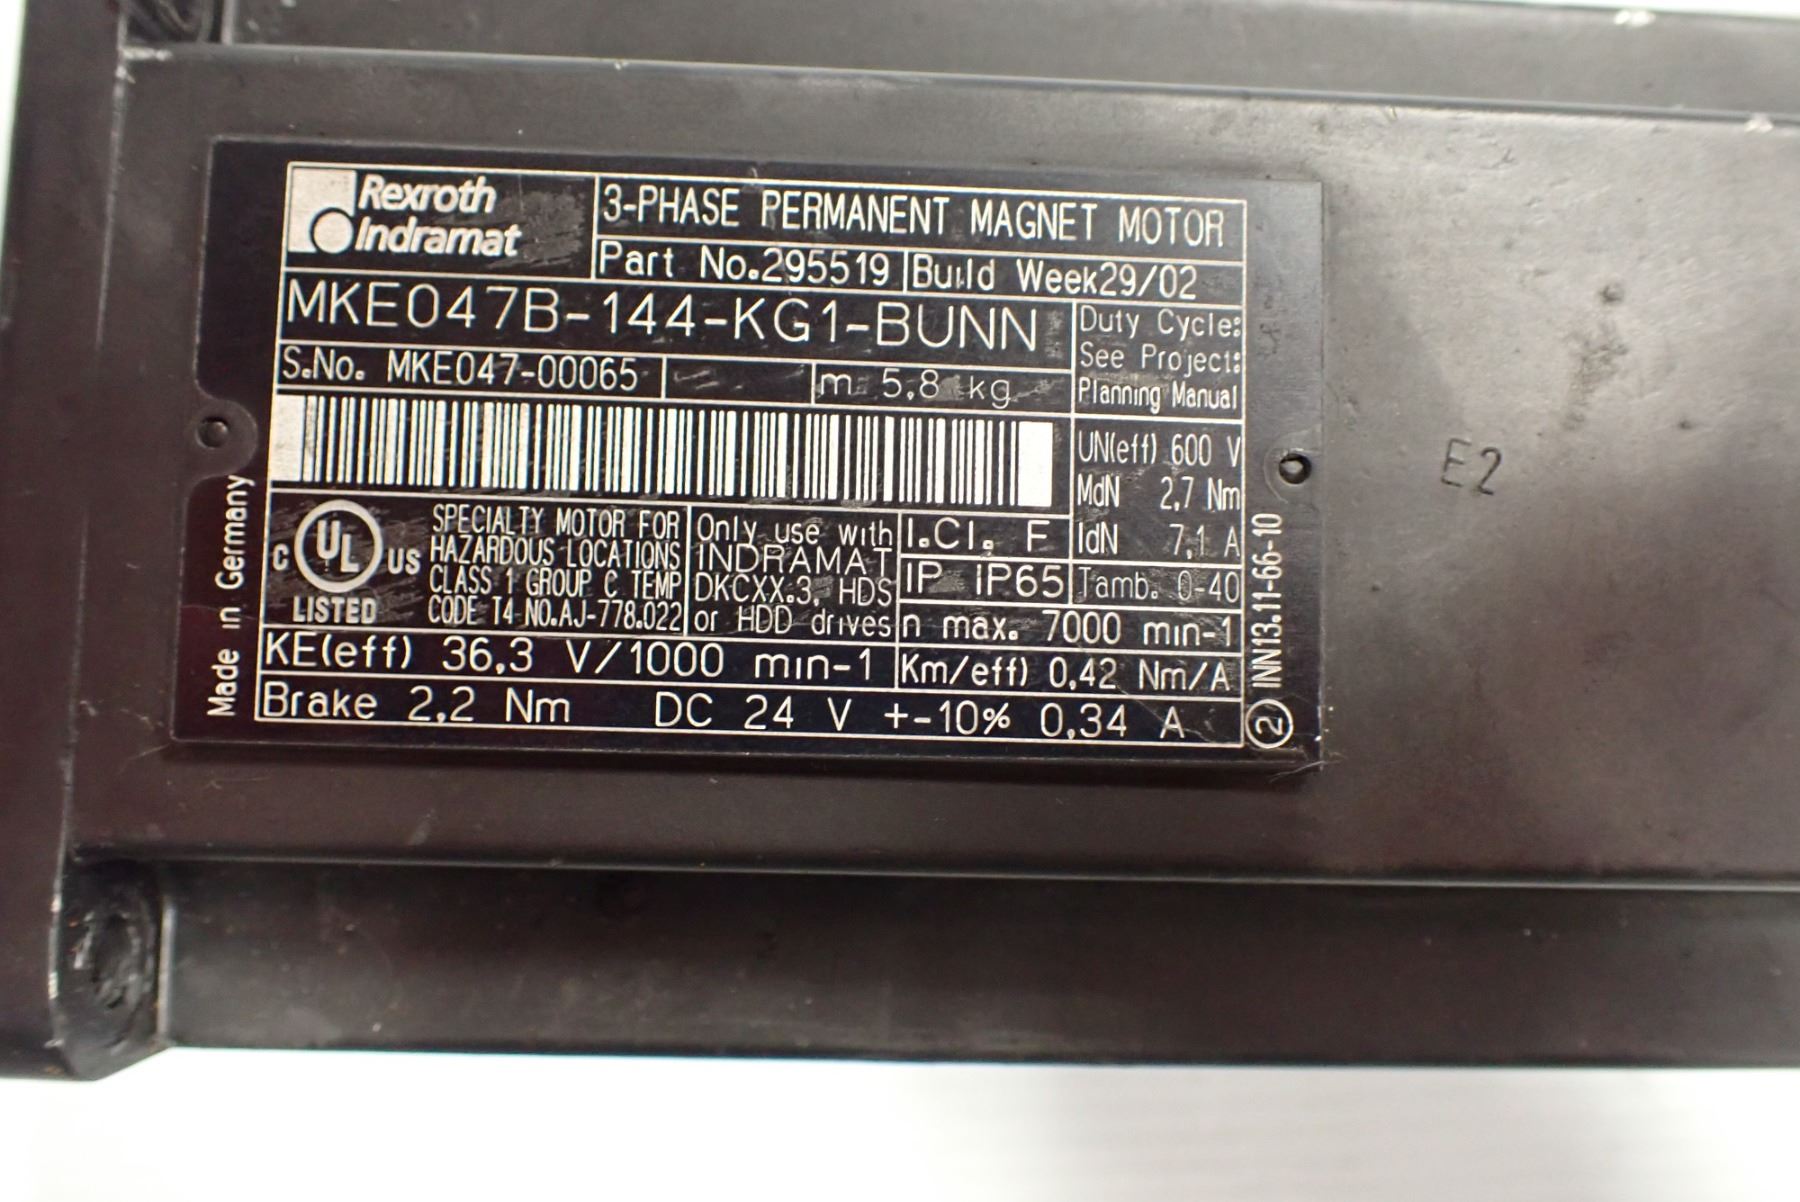 Rexroth
Indramat
3-PHASE PERMANENT MAGNET MOTOR
Part No.295519 Build Week29/02
MKE047B-144-KG1-BUNN
Duty Cycle:
See Project:
Planning Manual
S.No. MKE047-00065 m 5,8 kg
UN(eff) 600 V
MdN 2,7 Nm
IdN 7,1 A
Tamb. 0-40
C UL US
LISTED
SPECIALTY MOTOR FOR
HAZARDOUS LOCATIONS
CLASS 1 GROUP C TEMP
CODE T4 NO.AJ-778.022
Only use with
INDRAMAT
DKCXX.3, HDS
or HDD drives
I.Cl. F
IP IP65
n max. 7000 min-1
KE(eff) 36,3 V/1000 min-1 Km/eff) 0,42 Nm/A
Brake 2,2 Nm DC 24 V +-10% 0,34 A
Made in Germany
2 INN13.11-66-10
E2